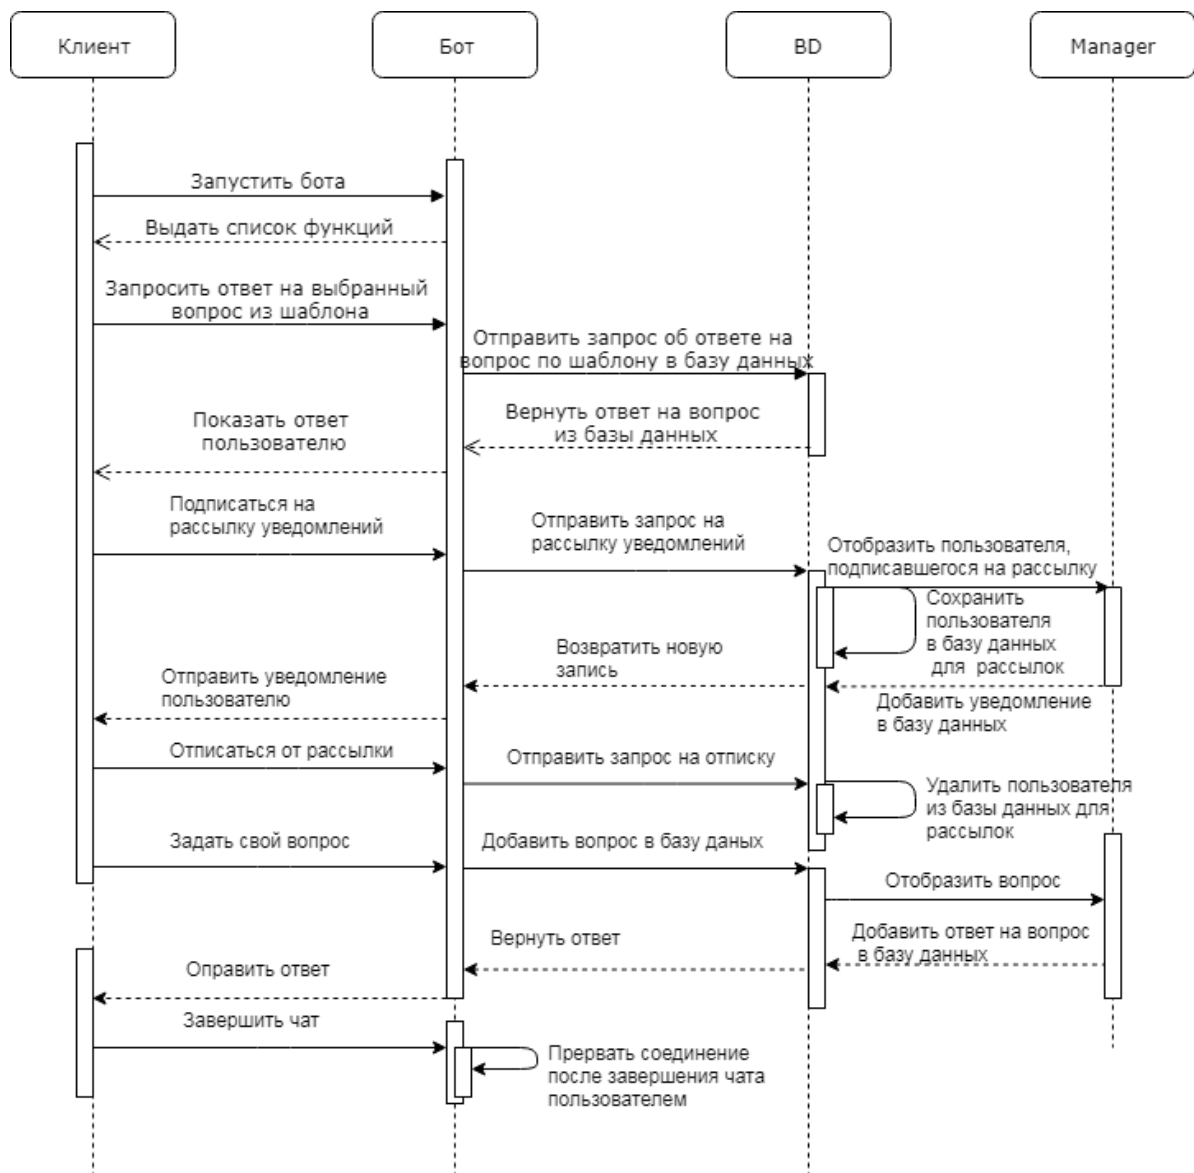 Клиент
Бот
BD
Manager
Запустить бота
Выдать список функций
Запросить ответ на выбранный
вопрос из шаблона
Отправить запрос об ответе на
вопрос по шаблону в базу данных
Вернуть ответ на вопрос
из базы данных
Показать ответ
пользователю
Подписаться на
рассылку уведомлений
Отправить запрос на
рассылку уведомлений
Отобразить пользователя,
подписавшегося на рассылку
Сохранить
пользователя
в базу данных
для рассылок
Возвратить новую
запись
Отправить уведомление
пользователю
Добавить уведомление
в базу данных
Отписаться от рассылки
Отправить запрос на отписку
Удалить пользователя
из базы данных для
рассылок
Задать свой вопрос
Добавить вопрос в базу даных
Отобразить вопрос
Добавить ответ на вопрос
в базу данных
Вернуть ответ
Оправить ответ
Завершить чат
Прервать соединение
после завершения чата
пользователем